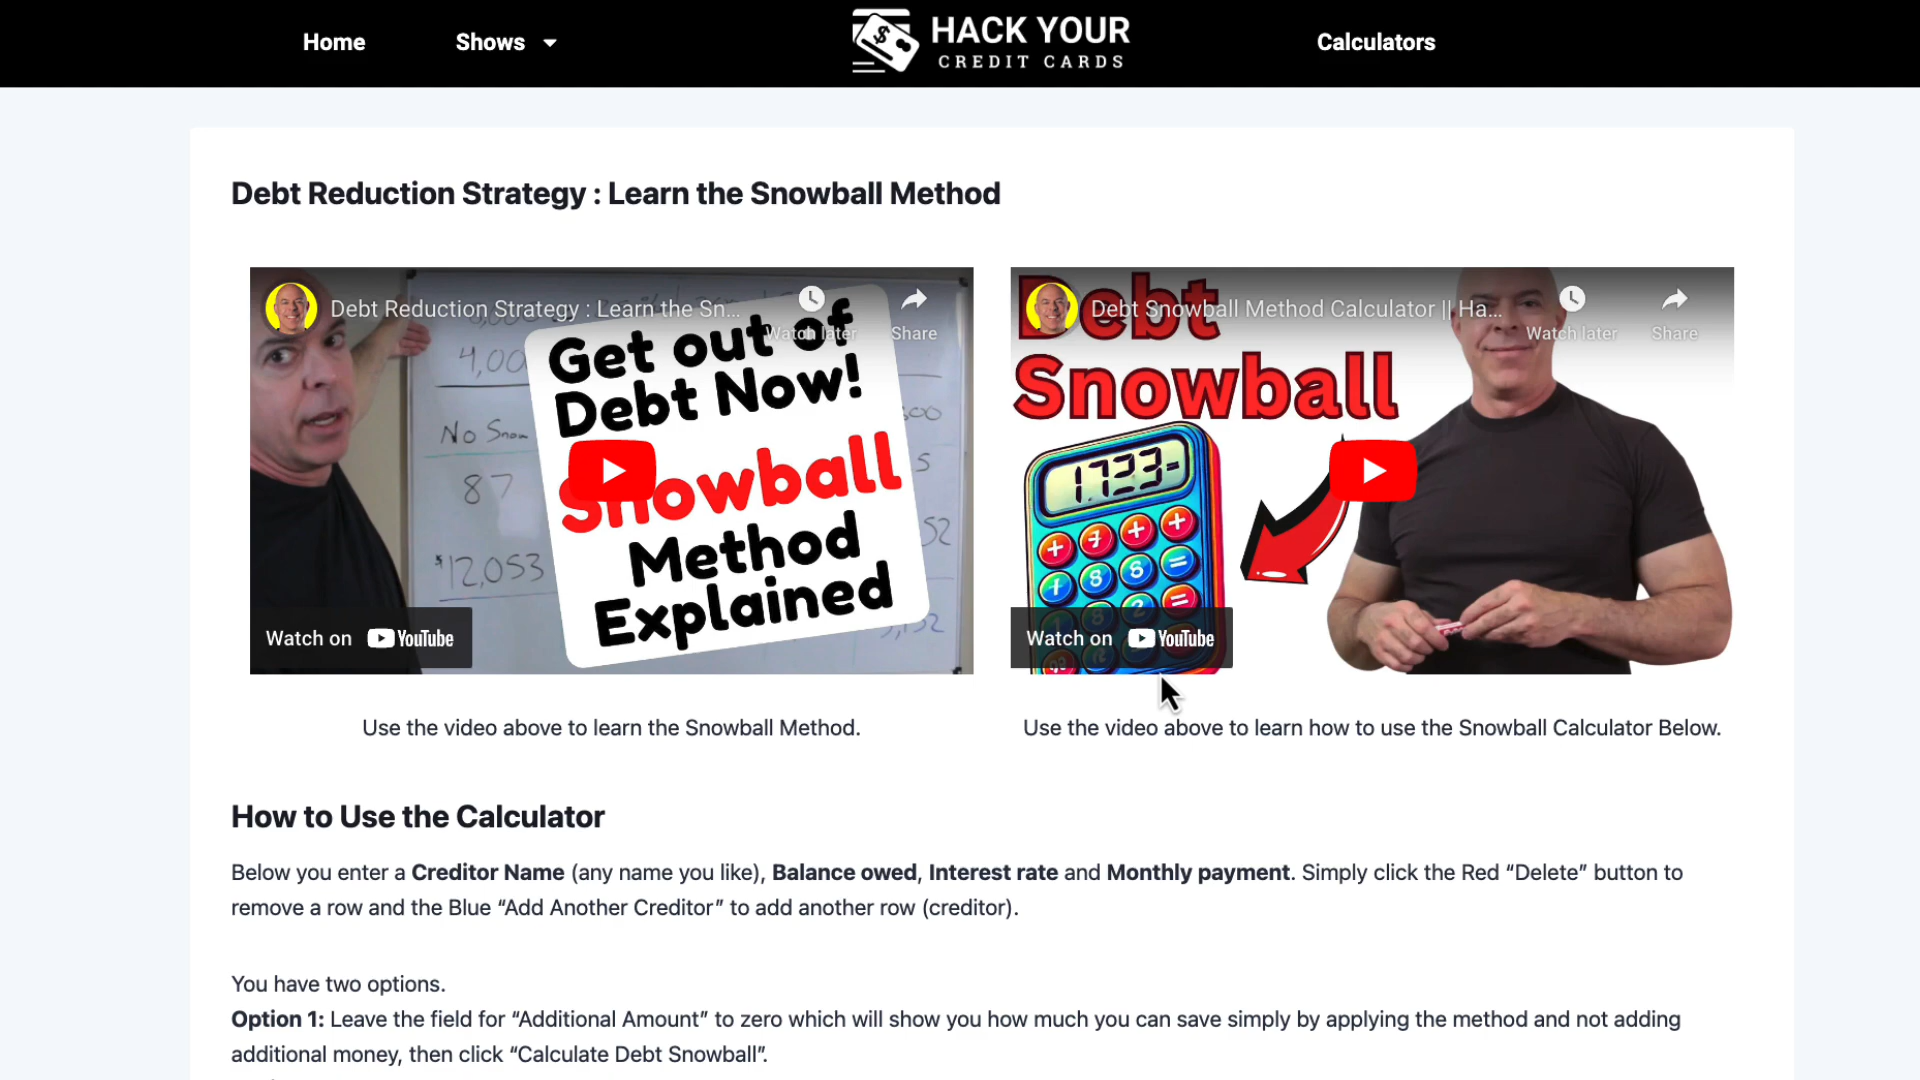 Home
Shows
HACK YOUR
CREDIT CARDS
Calculators
Debt Reduction Strategy : Learn the Snowball Method
Debt Reduction Strategy : Learn the Sn...
Watch later
Share
Get out of
Debt Now!
Snowball
Method
Explained
4,00
No Snow
87
$12,053
Watch on YouTube
Debt Snowball Method Calculator || Ha...
Watch later
Share
Debt
Snowball
1.723=
Watch on YouTube
Use the video above to learn the Snowball Method.
Use the video above to learn how to use the Snowball Calculator Below.
How to Use the Calculator
Below you enter a Creditor Name (any name you like), Balance owed, Interest rate and Monthly payment. Simply click the Red “Delete” button to
remove a row and the Blue “Add Another Creditor” to add another row (creditor).
You have two options.
Option 1: Leave the field for “Additional Amount” to zero which will show you how much you can save simply by applying the method and not adding
additional money, then click “Calculate Debt Snowball”.